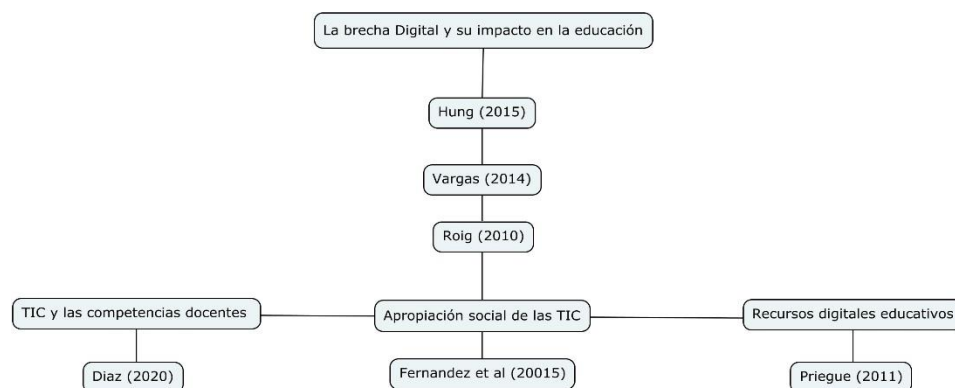 La brecha Digital y su impacto en la educación
Hung (2015)
Vargas (2014)
Roig (2010)
TIC y las competencias docentes
Apropiación social de las TIC
Recursos digitales educativos
Diaz (2020)
Fernandez et al (20015)
Priegue (2011)